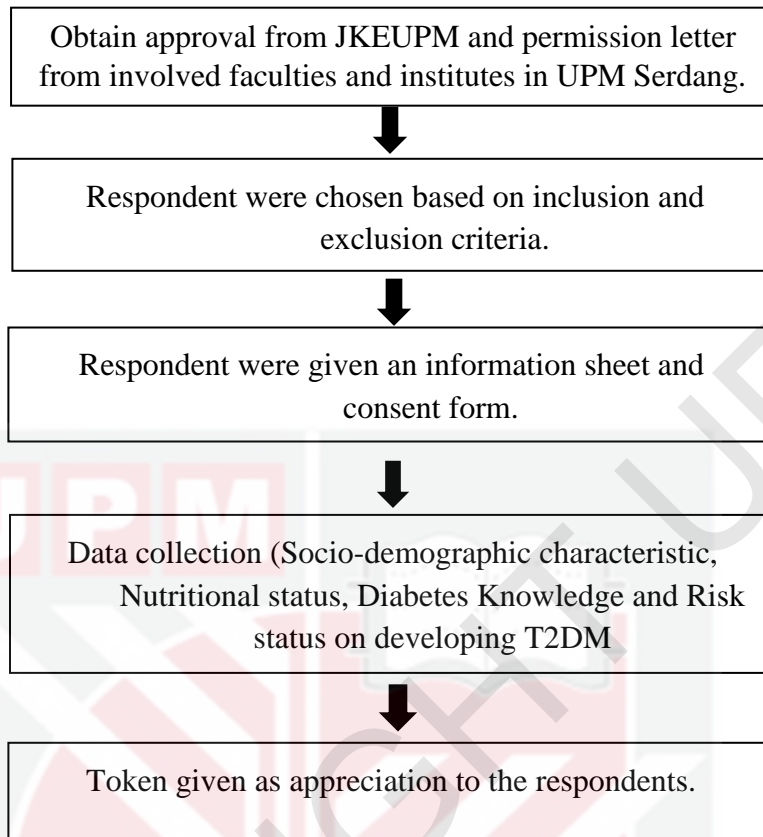 Obtain approval from JKEUPM and permission letter
from involved faculties and institutes in UPM Serdang.
Respondent were chosen based on inclusion and
exclusion criteria.
Respondent were given an information sheet and
consent form.
UPM
Data collection (Socio-demographic characteristic,
Nutritional status, Diabetes Knowledge and Risk
status on developing T2DM
Token given as appreciation to the respondents.